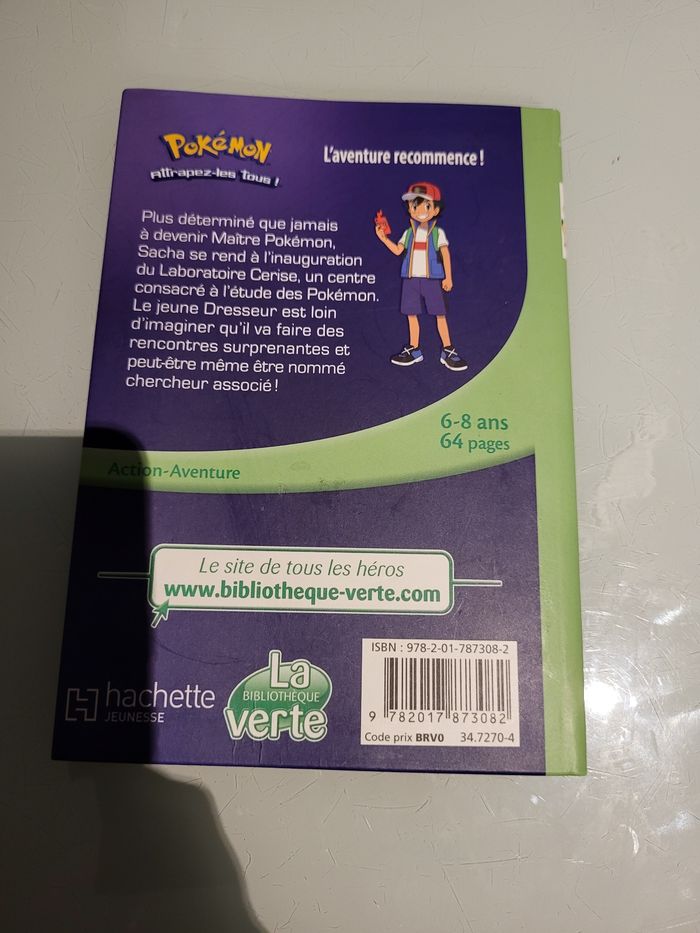 POKéMON
Attrapez-les tous !
L'aventure recommence !
Plus déterminé que jamais
à devenir Maître Pokémon,
Sacha se rend à l'inauguration
du Laboratoire Cerise, un centre
consacré à l'étude des Pokémon.
Le jeune Dresseur est loin
d'imaginer qu'il va faire des
rencontres surprenantes et
peut-être même être nommé
chercheur associé !
6-8 ans
64 pages
Action-Aventure
Le site de tous les héros
www.bibliotheque-verte.com
hachette
JEUNESSE
La
BIBLIOTHÈQUE
verte
ISBN : 978-2-01-787308-2
9 782017 873082
Code prix BRV0 34.7270-4